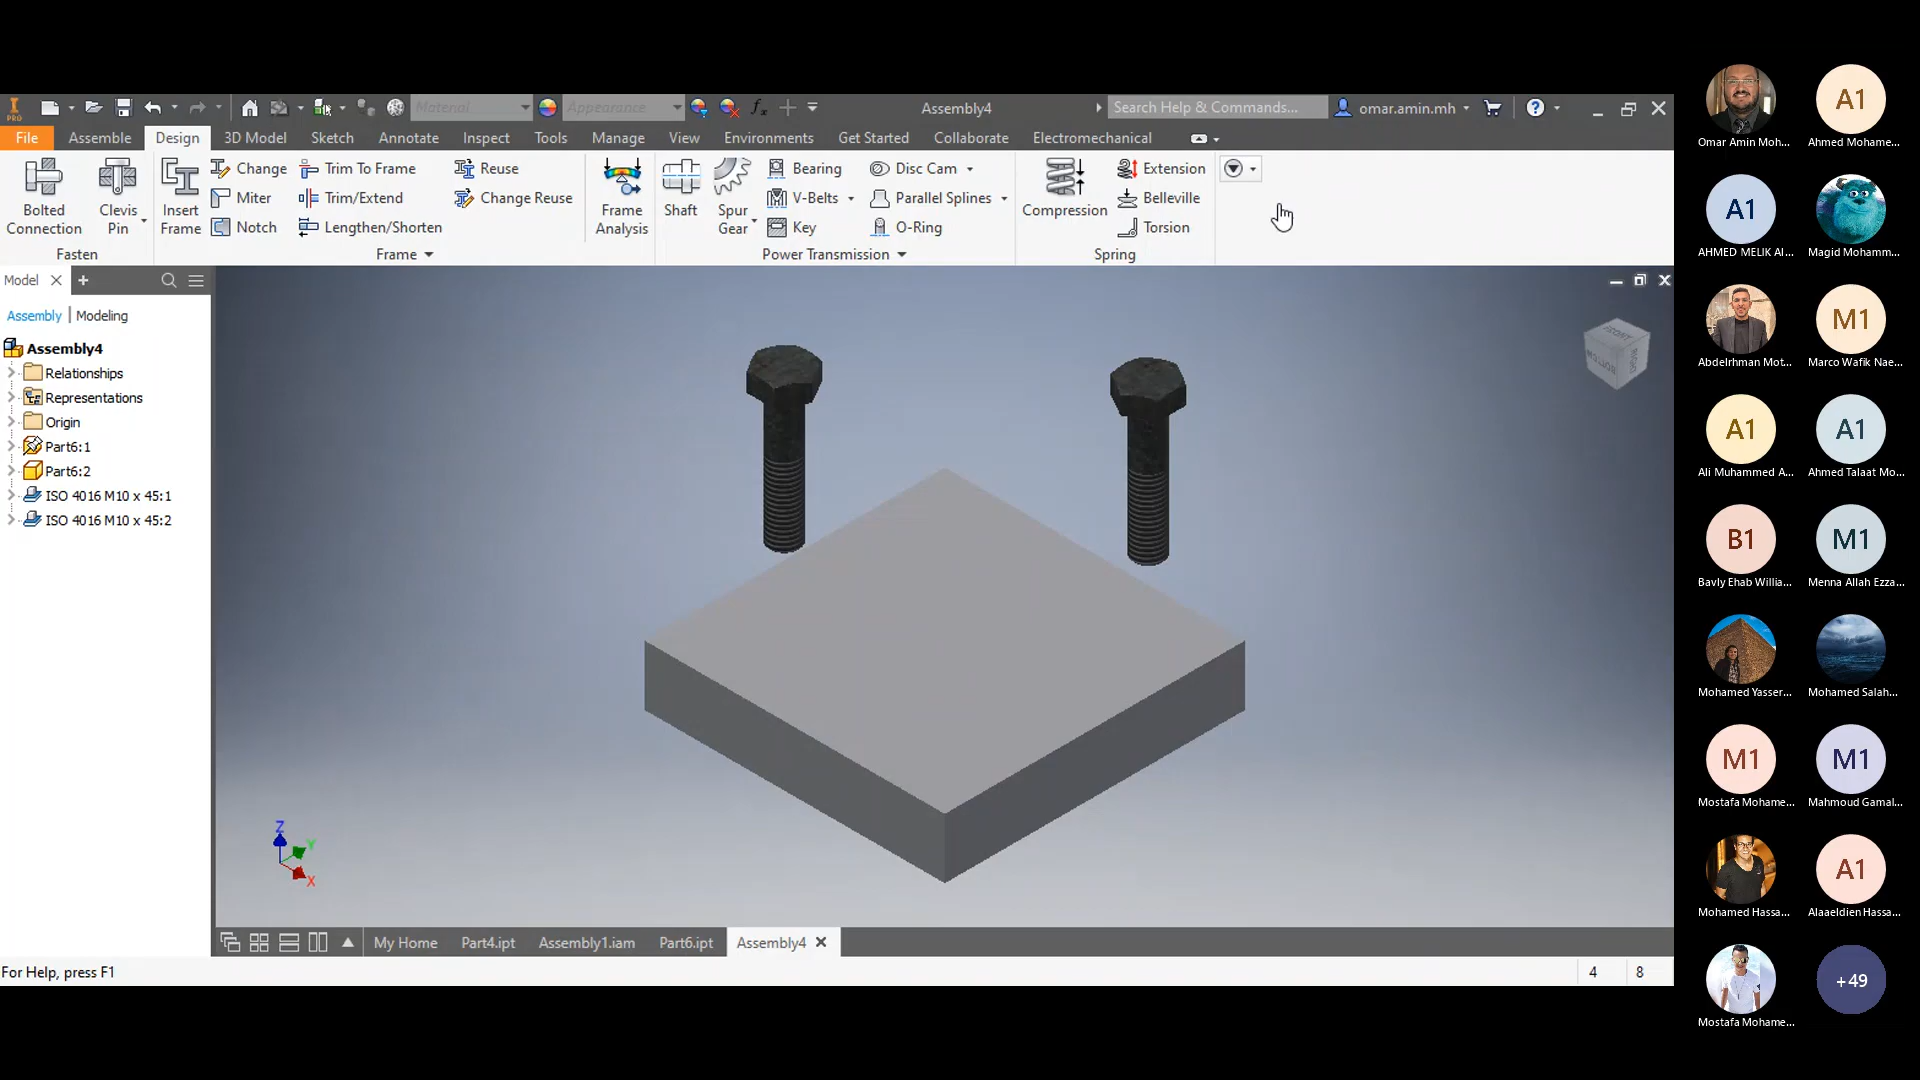 PRO
Material
Appearance
fx
Assembly4
Search Help & Commands...
omar.amin.mh
File
Assemble
Design
3D Model
Sketch
Annotate
Inspect
Tools
Manage
View
Environments
Get Started
Collaborate
Electromechanical
Bolted
Connection
Clevis
Pin
Fasten
Insert
Frame
Change
Miter
Notch
Trim To Frame
Trim/Extend
Lengthen/Shorten
Reuse
Change Reuse
Frame
Frame
Analysis
Shaft
Spur
Gear
Bearing
V-Belts
Key
Disc Cam
Parallel Splines
O-Ring
Power Transmission
Compression
Extension
Belleville
Torsion
Spring
Model
Assembly | Modeling
Assembly4
Relationships
Representations
Origin
Part6:1
Part6:2
ISO 4016 M10 x 45:1
ISO 4016 M10 x 45:2
FRONT
RIGHT
BOTTOM
Z
Y
X
My Home
Part4.ipt
Assembly1.iam
Part6.ipt
Assembly4
For Help, press F1
4
8
Omar Amin Moh...
A1
Ahmed Mohame...
A1
AHMED MELIK Al...
Magid Mohamm...
Abdelrhman Mot...
M1
Marco Wafik Nae...
A1
Ali Muhammed A...
A1
Ahmed Talaat Mo...
B1
Bavly Ehab Willia...
M1
Menna Allah Ezza...
Mohamed Yasser...
Mohamed Salah...
M1
Mostafa Mohame...
M1
Mahmoud Gamal...
Mohamed Hassa...
A1
Alaaeldien Hassa...
Mostafa Mohame...
+49